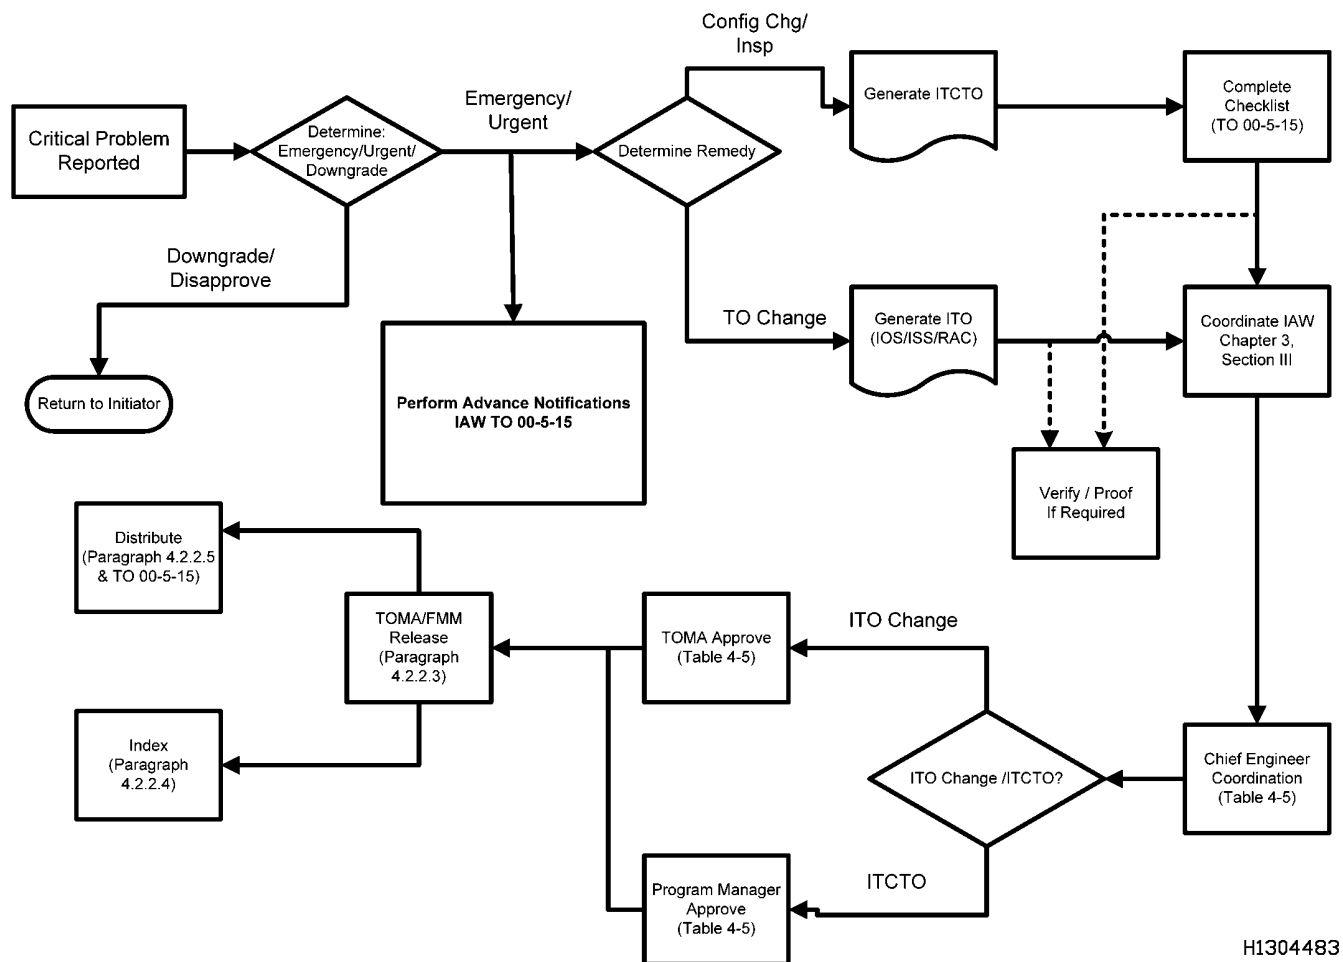 Critical Problem
Reported
Determine:
Emergency/Urgent/
Downgrade
Emergency/
Urgent
Determine Remedy
Config Chg/
Insp
Generate ITCTO
Complete
Checklist
(TO 00-5-15)
Downgrade/
Disapprove
Return to Initiator
Perform Advance Notifications
IAW TO 00-5-15
TO Change
Generate ITO
(IOS/ISS/RAC)
Coordinate IAW
Chapter 3,
Section III
Verify / Proof
If Required
Distribute
(Paragraph 4.2.2.5
& TO 00-5-15)
TOMA/FMM
Release
(Paragraph
4.2.2.3)
TOMA Approve
(Table 4-5)
ITO Change
Index
(Paragraph
4.2.2.4)
ITO Change /ITCTO?
Chief Engineer
Coordination
(Table 4-5)
Program Manager
Approve
(Table 4-5)
ITCTO
H1304483